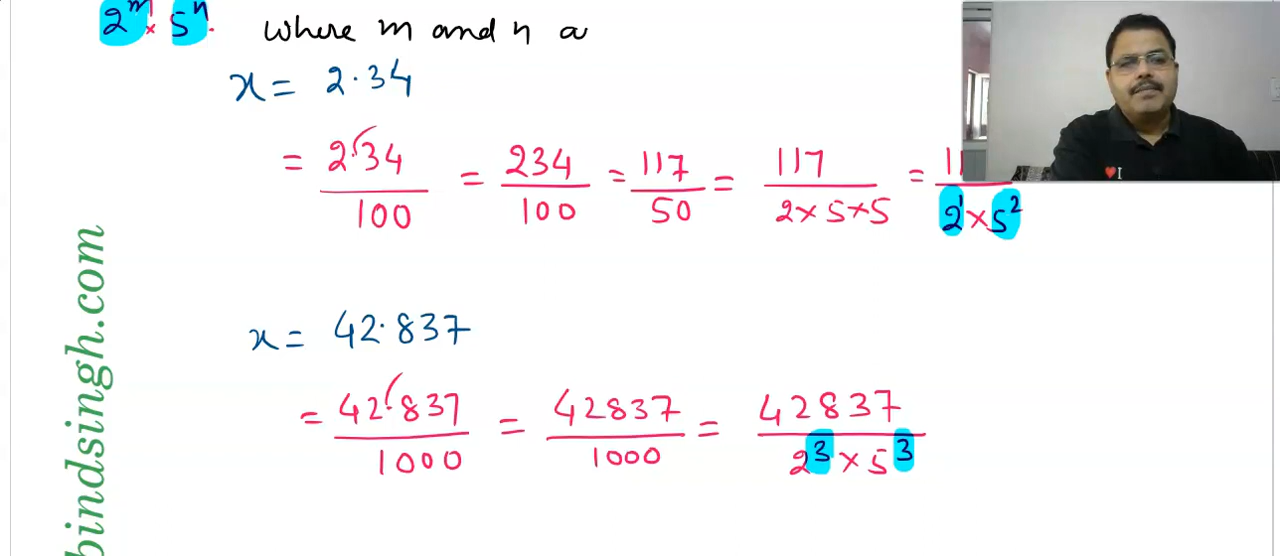 2^m × 5^n. Where m and n a
x = 2.34
= 2.34/100 = 234/100 = 117/50 = 117/(2×5×5) = 11/(2^1×5^2)
x = 42.837
= 42.837/1000 = 42837/1000 = 42837/(2^3×5^3)
bindsingh.com
I